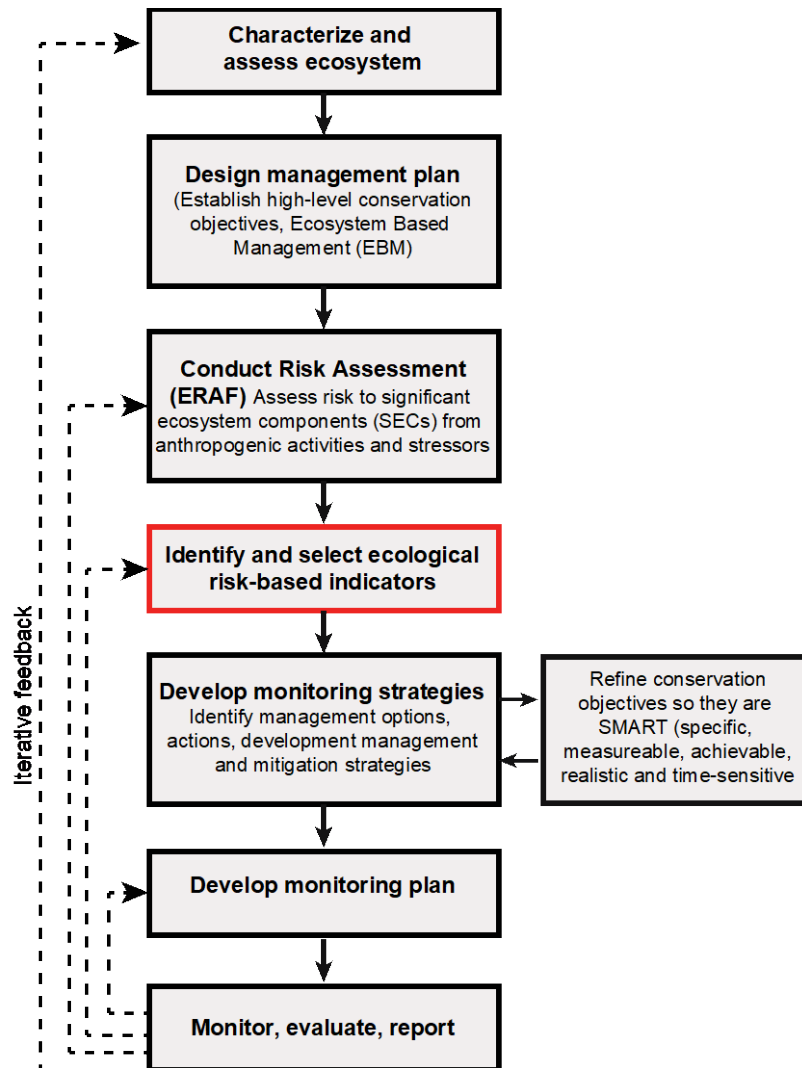 Characterize and
assess ecosystem
Design management plan
(Establish high-level conservation
objectives, Ecosystem Based
Management (EBM)
Conduct Risk Assessment
(ERAF) Assess risk to significant
ecosystem components (SECs) from
anthropogenic activities and stressors
Identify and select ecological
risk-based indicators
Iterative feedback
Develop monitoring strategies
Identify management options,
actions, development management
and mitigation strategies
Refine conservation
objectives so they are
SMART (specific,
measureable, achievable,
realistic and time-sensitive
Develop monitoring plan
Monitor, evaluate, report